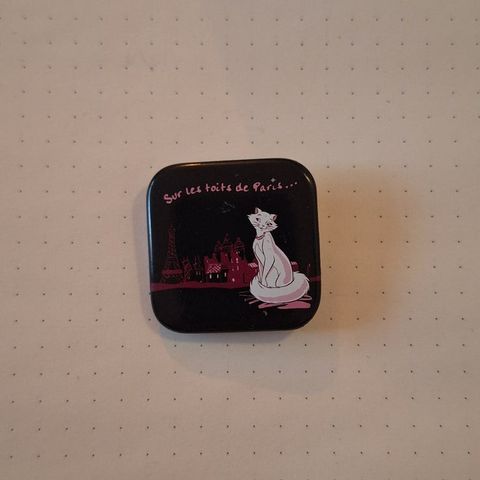 Sur les toits de Paris...